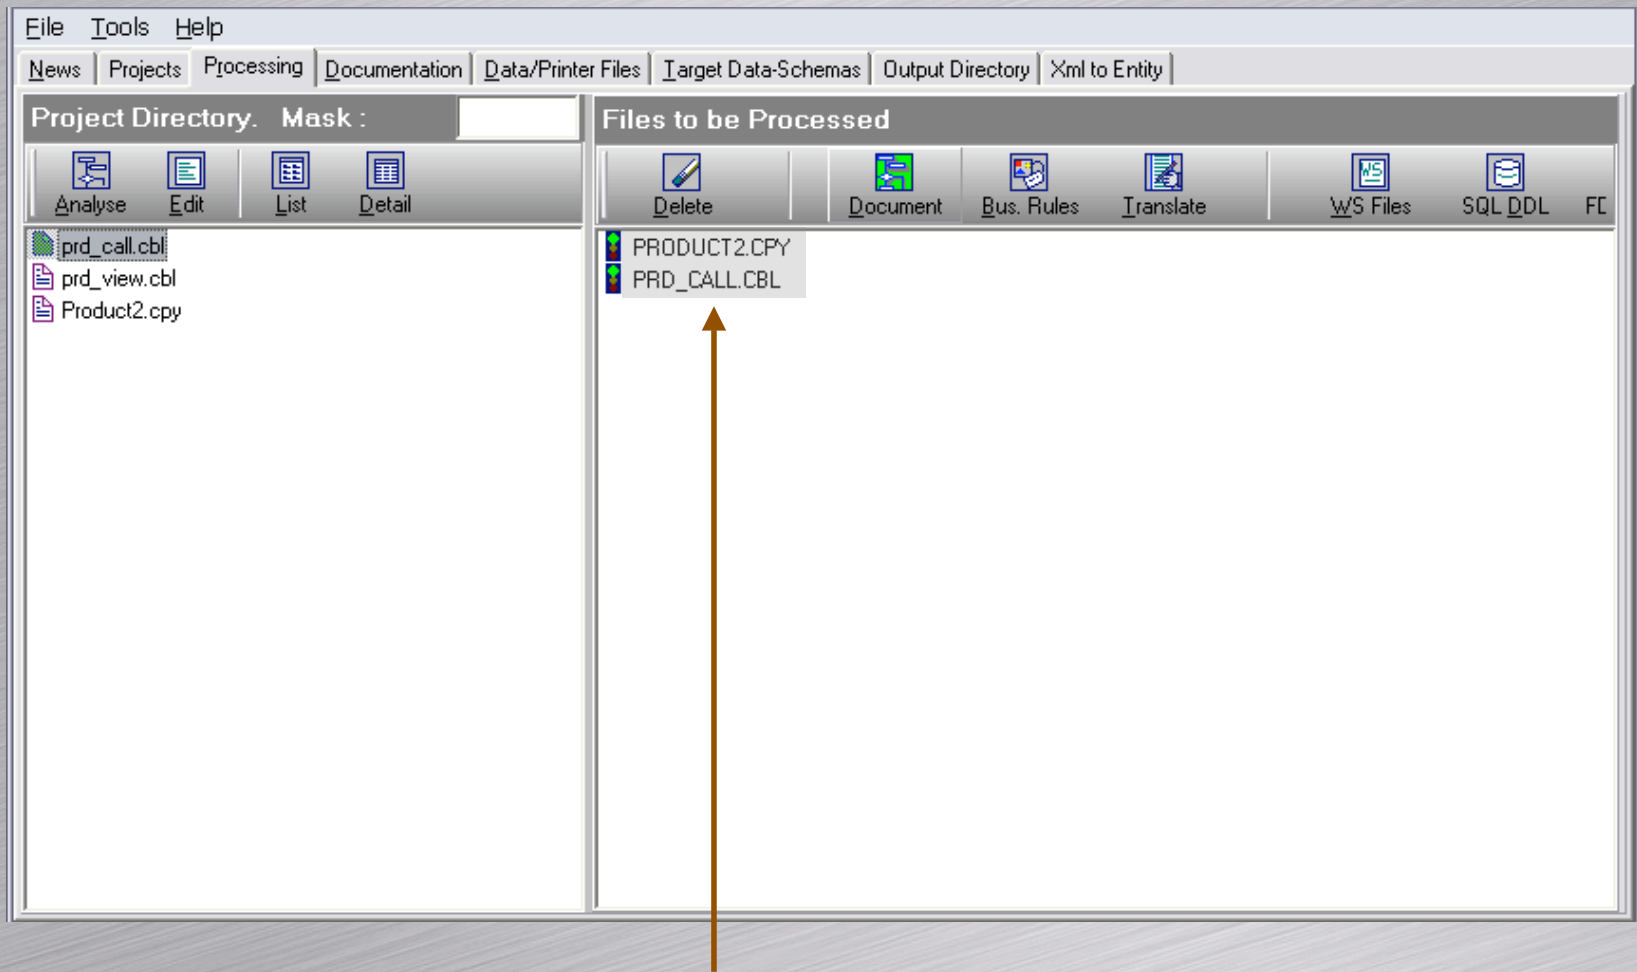 File Tools Help
News Projects Processing Documentation Data/Printer Files Target Data-Schemas Output Directory Xml to Entity
Project Directory. Mask :
Files to be Processed
Analyse Edit List Detail
Delete Document Bus. Rules Translate WS Files SQL DDL
prd_call.cbl
prd_view.cbl
Product2.cpy
PRODUCT2.CPY
PRD_CALL.CBL